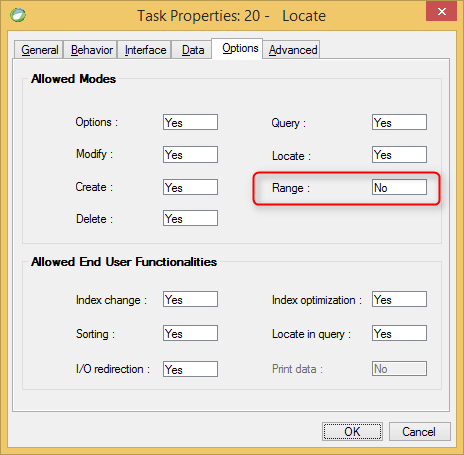 Task Properties: 20 - Locate
General Behavior Interface Data Options Advanced
Allowed Modes
Options : Yes Query : Yes
Modify : Yes Locate : Yes
Create : Yes Range : No
Delete : Yes
Allowed End User Functionalities
Index change : Yes Index optimization : Yes
Sorting : Yes Locate in query : Yes
I/O redirection : Yes Print data : No
OK Cancel